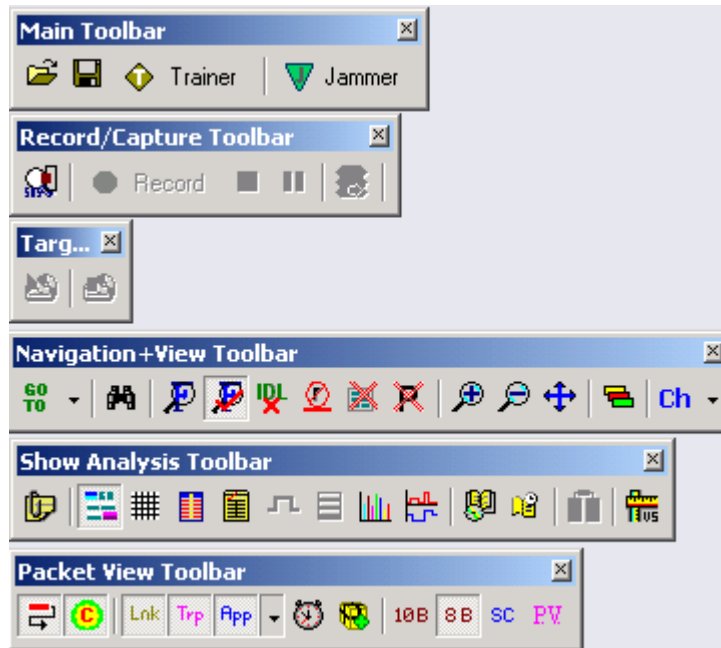 Main Toolbar
T Trainer J Jammer
Record/Capture Toolbar
Record
Targ...
Navigation+View Toolbar
GO TO F F IDL P Ch
Show Analysis Toolbar
Packet View Toolbar
C Lnk Trp App 10B 8B SC P.V.